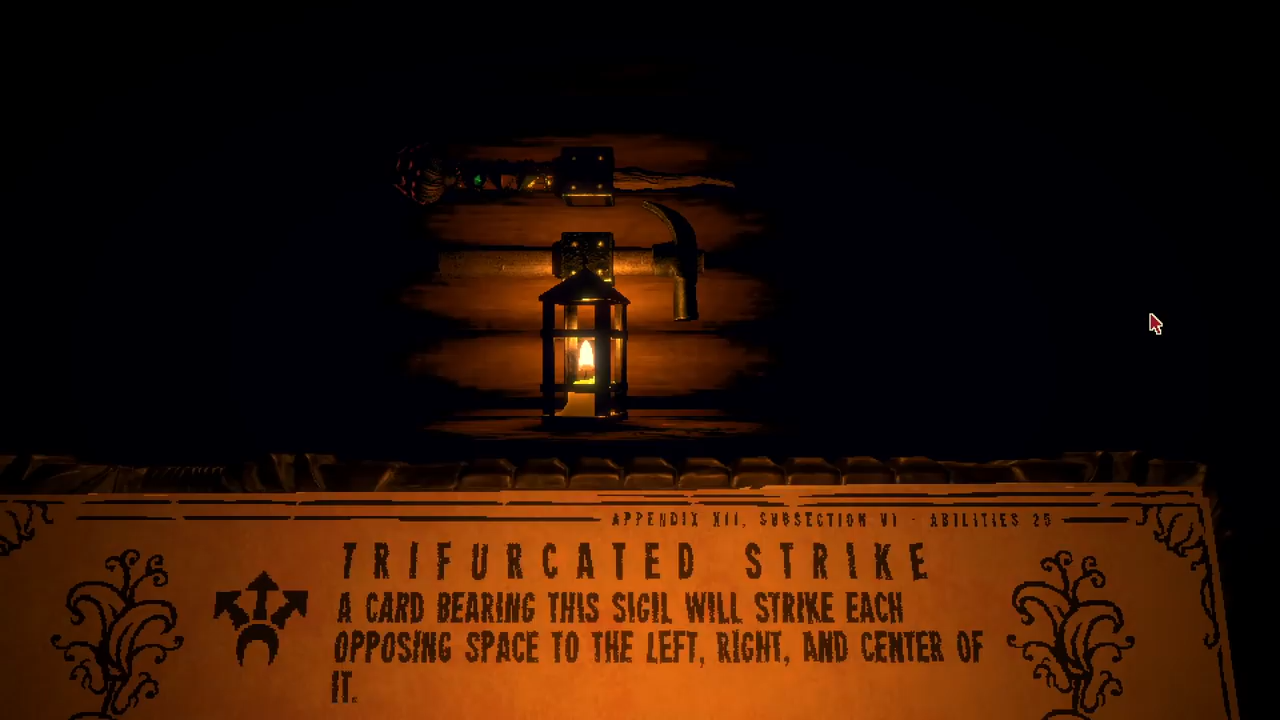 APPENDIX XII, SUBSECTION VI - ABILITIES 25
TRIFURCATED STRIKE
A CARD BEARING THIS SIGIL WILL STRIKE EACH
OPPOSING SPACE TO THE LEFT, RIGHT, AND CENTER OF
IT.